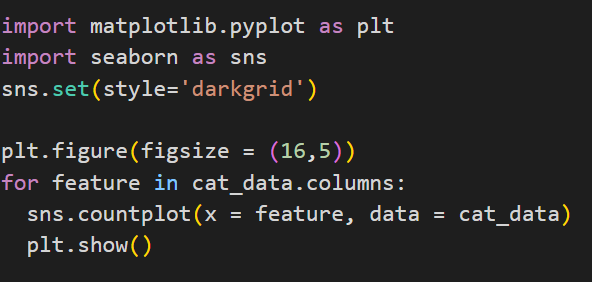 import matplotlib.pyplot as plt
import seaborn as sns
sns.set(style='darkgrid')

plt.figure(figsize = (16,5))
for feature in cat_data.columns:
  sns.countplot(x = feature, data = cat_data)
  plt.show()